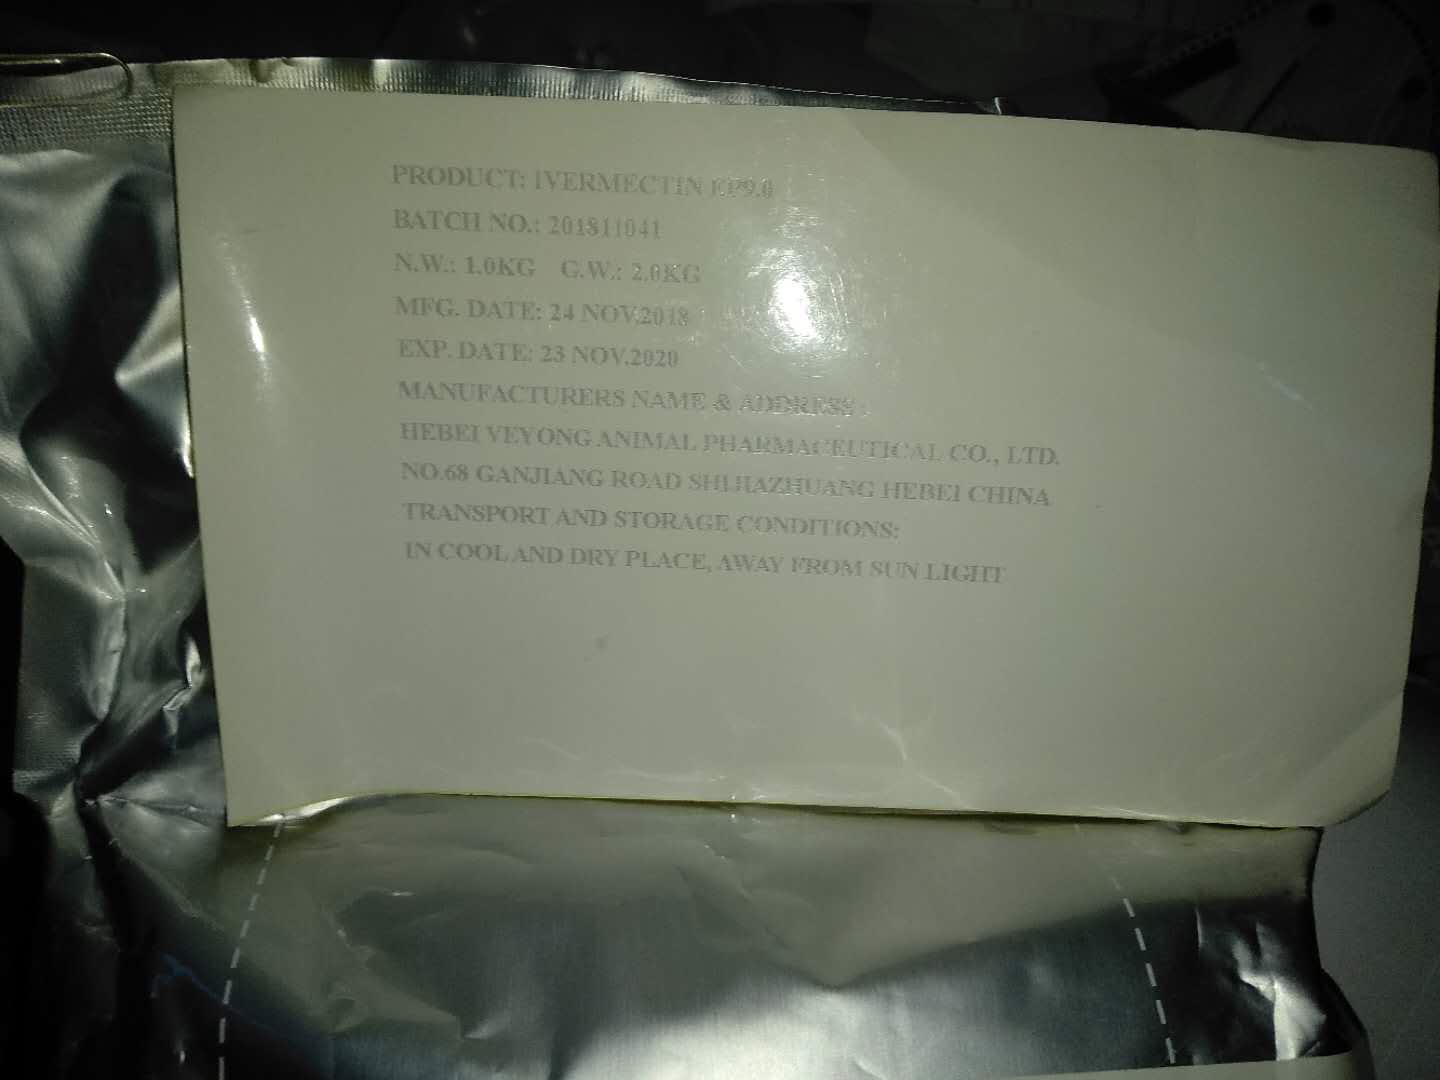 PRODUCT: IVERMECTIN EP9.0
BATCH NO.: 201811041
N.W.: 1.0KG G.W.: 2.0KG
MFG. DATE: 24 NOV.2018
EXP. DATE: 23 NOV.2020
MANUFACTURERS NAME & ADDRESS :
HEBEI VEYONG ANIMAL PHARMACEUTICAL CO., LTD.
NO.68 GANJIANG ROAD SHIJIAZHUANG HEBEI CHINA
TRANSPORT AND STORAGE CONDITIONS:
IN COOL AND DRY PLACE, AWAY FROM SUN LIGHT